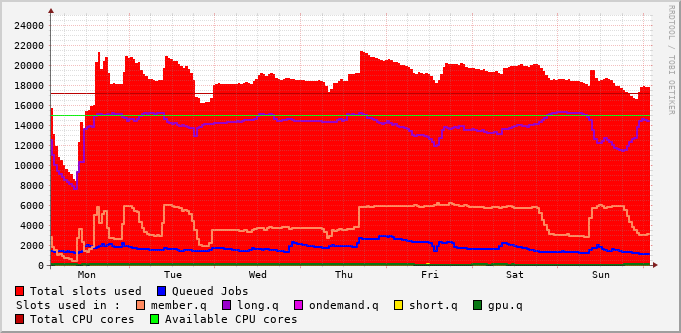 24000
22000
20000
18000
16000
14000
12000
10000
8000
6000
4000
2000
0
Mon Tue Wed Thu Fri Sat Sun
RRDTOOL / TOBI OETIKER
Total slots used Queued Jobs
Slots used in : member.q long.q ondemand.q short.q gpu.q
Total CPU cores Available CPU cores